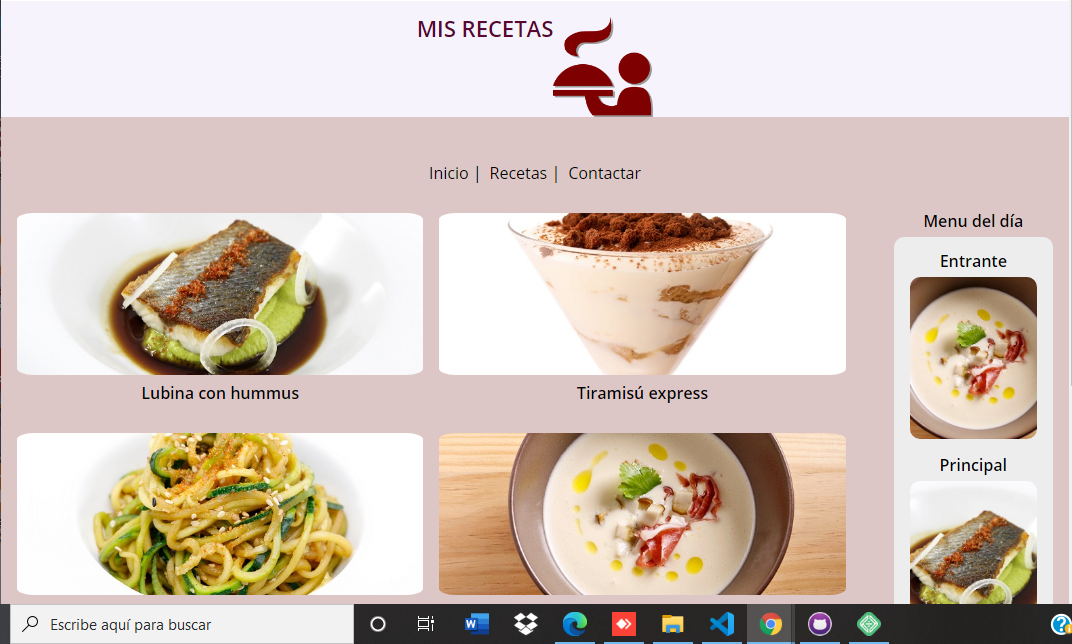 MIS RECETAS
Inicio | Recetas | Contactar
Lubina con hummus
Tiramisú express
Menu del día
Entrante
Principal
Escribe aquí para buscar